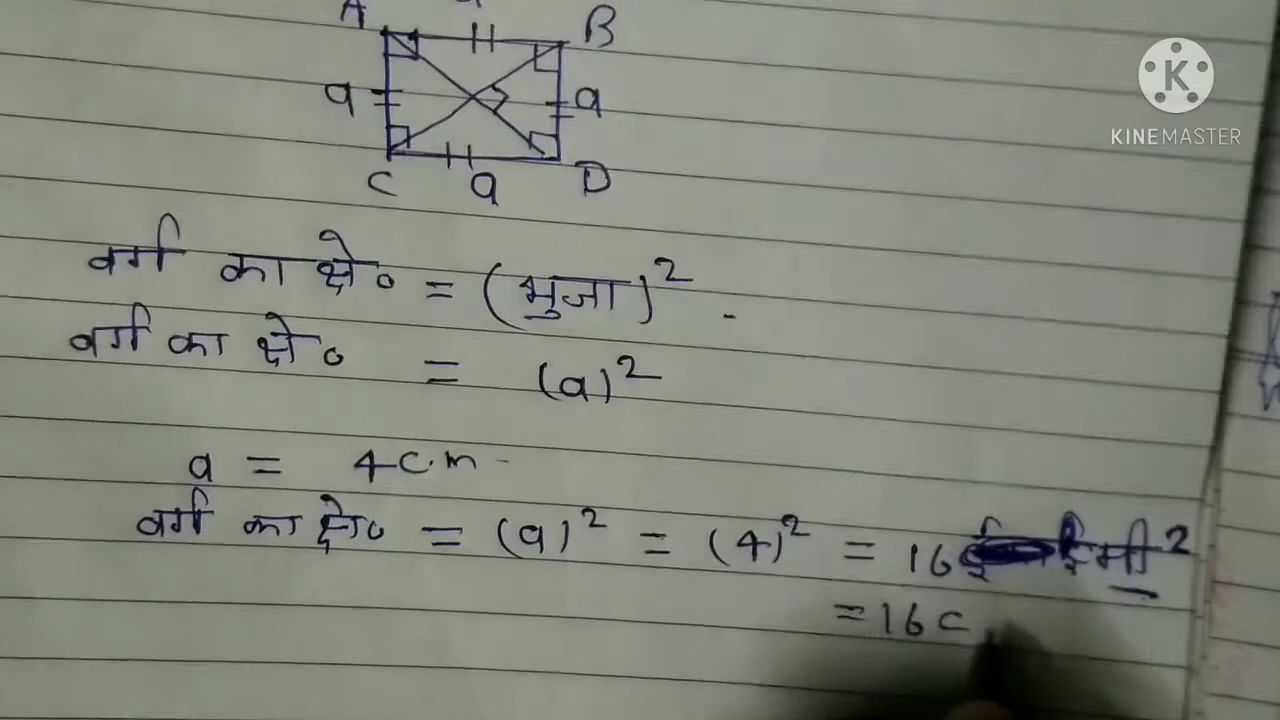 A B
a a
C a D
K
KINEMASTER
वर्ग का क्षे० = (भुजा)²
वर्ग का क्षे० = (a)²
a = 4 c.m
वर्ग का क्षे० = (a)² = (4)² = 16 मी²
= 16 c